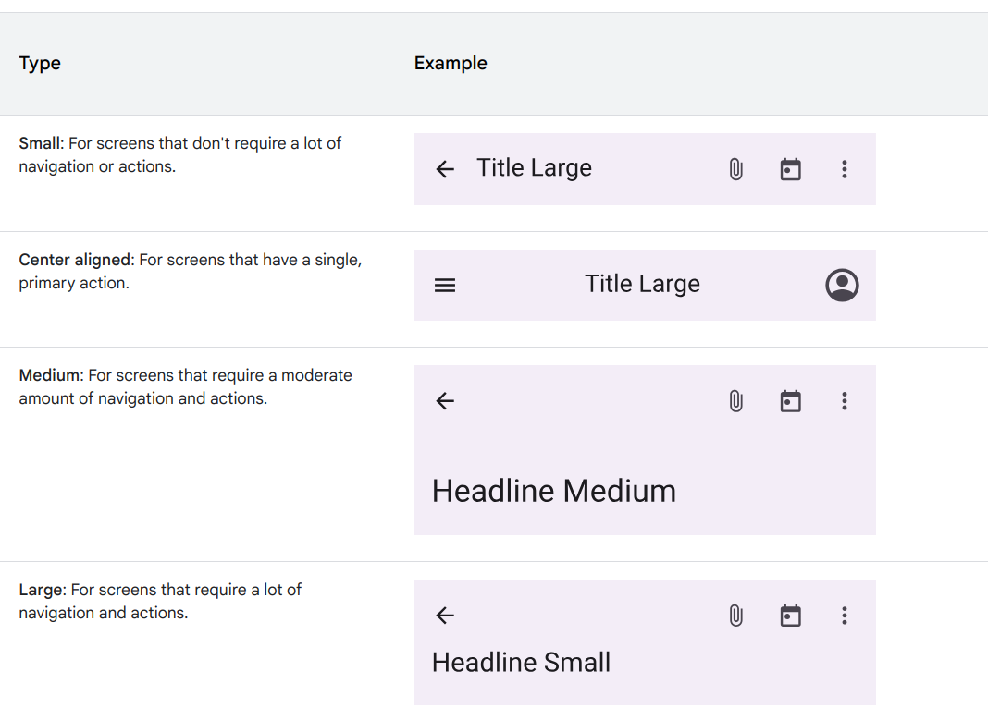 Type
Example
Small: For screens that don't require a lot of
navigation or actions.
Title Large
Center aligned: For screens that have a single,
primary action.
Title Large
Medium: For screens that require a moderate
amount of navigation and actions.
Headline Medium
Large: For screens that require a lot of
navigation and actions.
Headline Small